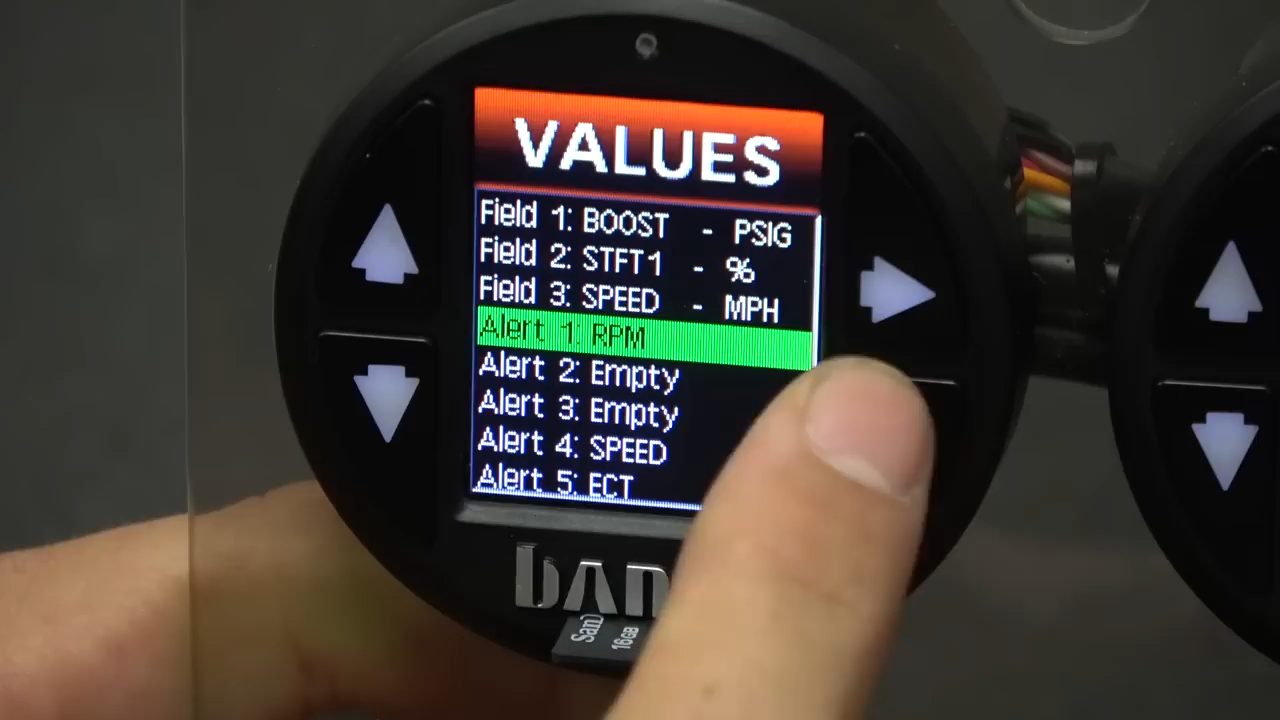 VALUES
Field 1: BOOST - PSIG
Field 2: STFT1 - %
Field 3: SPEED - MPH
Alert 1: RPM
Alert 2: Empty
Alert 3: Empty
Alert 4: SPEED
Alert 5: ECT
16GB